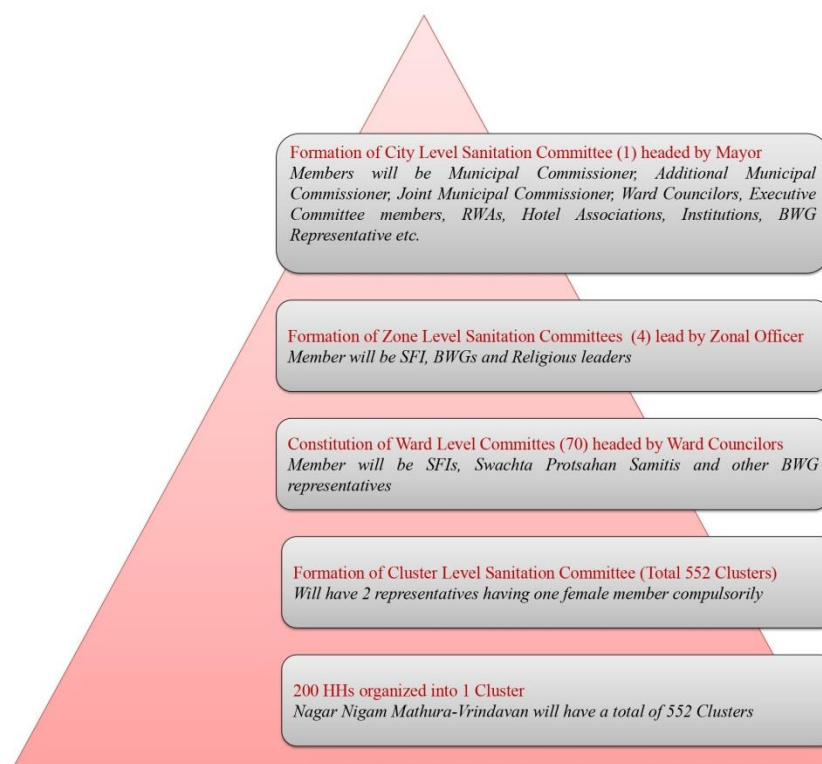 Formation of City Level Sanitation Committee (1) headed by Mayor
Members will be Municipal Commissioner, Additional Municipal
Commissioner, Joint Municipal Commissioner, Ward Councilors, Executive
Committee members, RWAs, Hotel Associations, Institutions, BWG
Representative etc.
Formation of Zone Level Sanitation Committees (4) lead by Zonal Officer
Member will be SFI, BWGs and Religious leaders
Constitution of Ward Level Committes (70) headed by Ward Councilors
Member will be SFIs, Swachta Protsahan Samitis and other BWG
representatives
Formation of Cluster Level Sanitation Committee (Total 552 Clusters)
Will have 2 representatives having one female member compulsorily
200 HHs organized into 1 Cluster
Nagar Nigam Mathura-Vrindavan will have a total of 552 Clusters